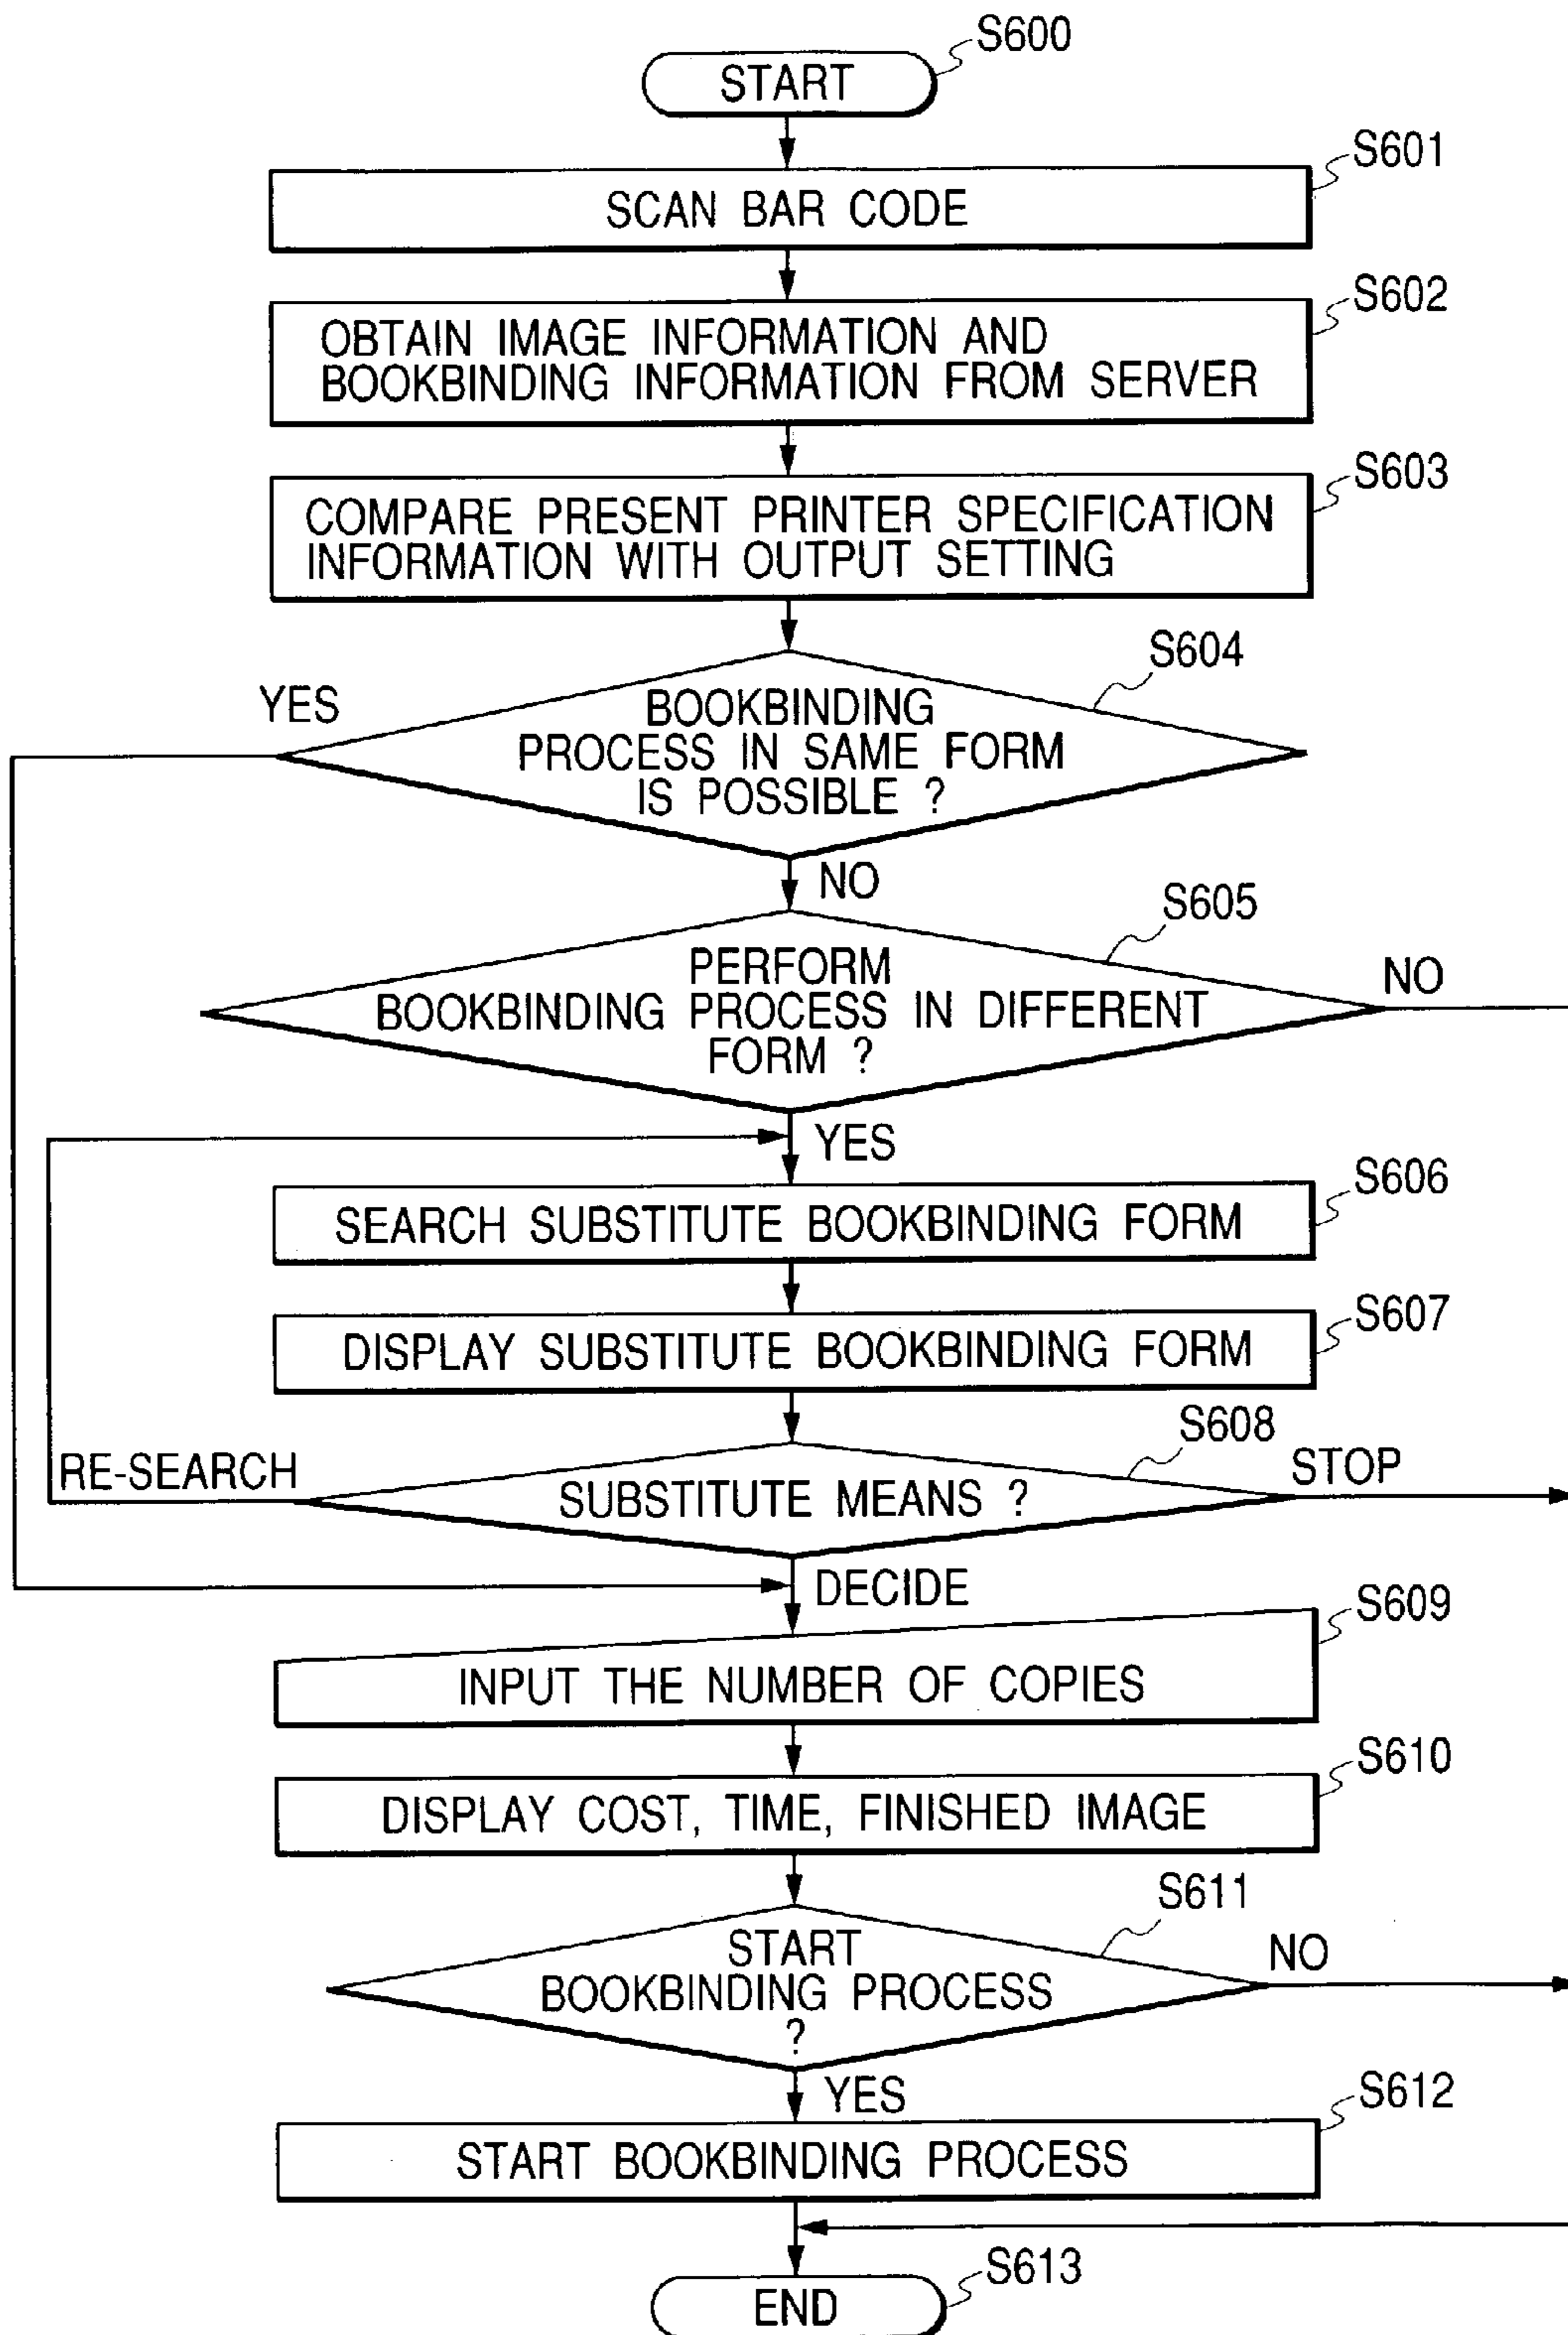 S600
START
S601
SCAN BAR CODE
S602
OBTAIN IMAGE INFORMATION AND
BOOKBINDING INFORMATION FROM SERVER
S603
COMPARE PRESENT PRINTER SPECIFICATION
INFORMATION WITH OUTPUT SETTING
S604
YES
BOOKBINDING
PROCESS IN SAME FORM
IS POSSIBLE ?
NO
S605
PERFORM
BOOKBINDING PROCESS IN DIFFERENT
FORM ?
NO
YES
S606
SEARCH SUBSTITUTE BOOKBINDING FORM
S607
DISPLAY SUBSTITUTE BOOKBINDING FORM
S608
RE-SEARCH
SUBSTITUTE MEANS ?
STOP
DECIDE
S609
INPUT THE NUMBER OF COPIES
S610
DISPLAY COST, TIME, FINISHED IMAGE
S611
START
BOOKBINDING PROCESS
?
NO
YES
S612
START BOOKBINDING PROCESS
S613
END